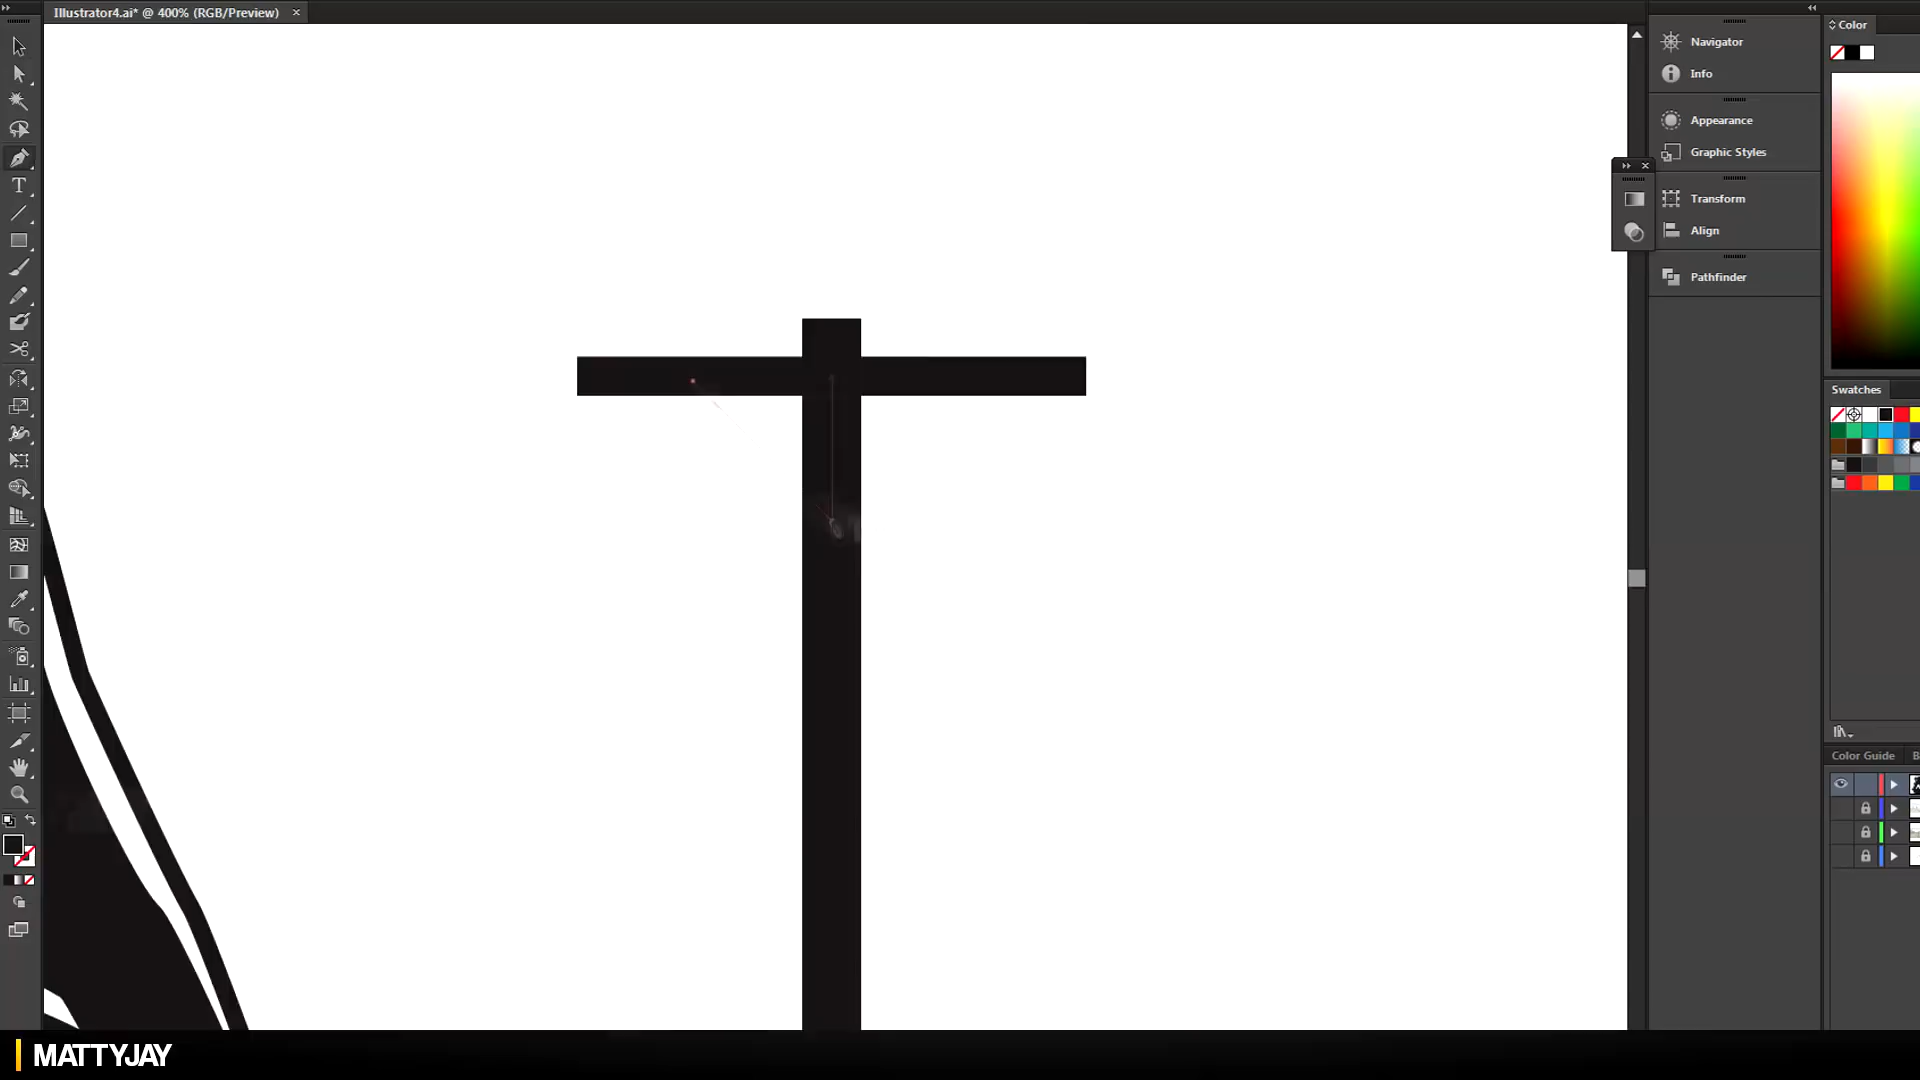 Illustrator4.ai* @ 400% (RGB/Preview)
Color
Navigator
Info
Appearance
Graphic Styles
Transform
Align
Pathfinder
Swatches
Color Guide
MATTYJAY